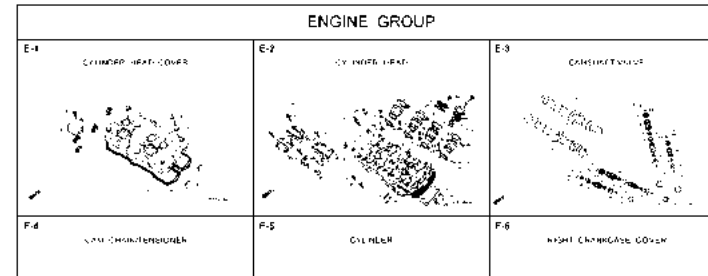 ENGINE GROUP
E-1
CYLINDER HEAD COVER
E-2
CYLINDER HEAD
E-3
CAMSHAFT/VALVE
E-4
CAM CHAIN/TENSIONER
E-5
CYLINDER
E-6
RIGHT CRANKCASE COVER